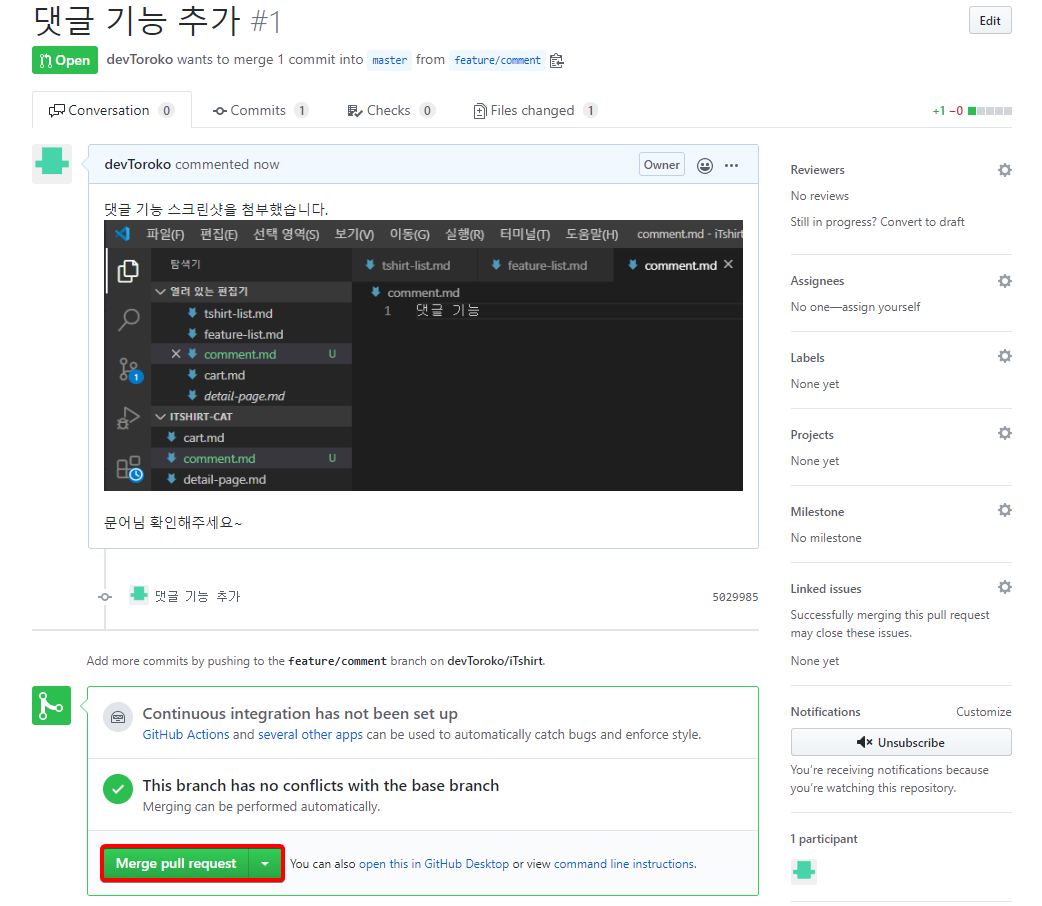 댓글 기능 추가 #1
Edit
Open devToroko wants to merge 1 commit into master from feature/comment
Conversation 0 Commits 1 Checks 0 Files changed 1 +1 −0
devToroko commented now Owner
댓글 기능 스크린샷을 첨부했습니다.
파일(F) 편집(E) 선택 영역(S) 보기(V) 이동(G) 실행(R) 터미널(T) 도움말(H) comment.md - iTshirt
탐색기
tshirt-list.md feature-list.md comment.md
열려 있는 편집기
comment.md
tshirt-list.md
1 댓글 기능
feature-list.md
comment.md U
1
cart.md
detail-page.md
ITSHIRT-CAT
cart.md
comment.md U
detail-page.md
문어님 확인해주세요~
댓글 기능 추가 5029985
Add more commits by pushing to the feature/comment branch on devToroko/iTshirt.
Continuous integration has not been set up
GitHub Actions and several other apps can be used to automatically catch bugs and enforce style.
This branch has no conflicts with the base branch
Merging can be performed automatically.
Merge pull request You can also open this in GitHub Desktop or view command line instructions.
Reviewers
No reviews
Still in progress? Convert to draft
Assignees
No one—assign yourself
Labels
None yet
Projects
None yet
Milestone
No milestone
Linked issues
Successfully merging this pull request
may close these issues.
None yet
Notifications Customize
Unsubscribe
You're receiving notifications because
you're watching this repository.
1 participant